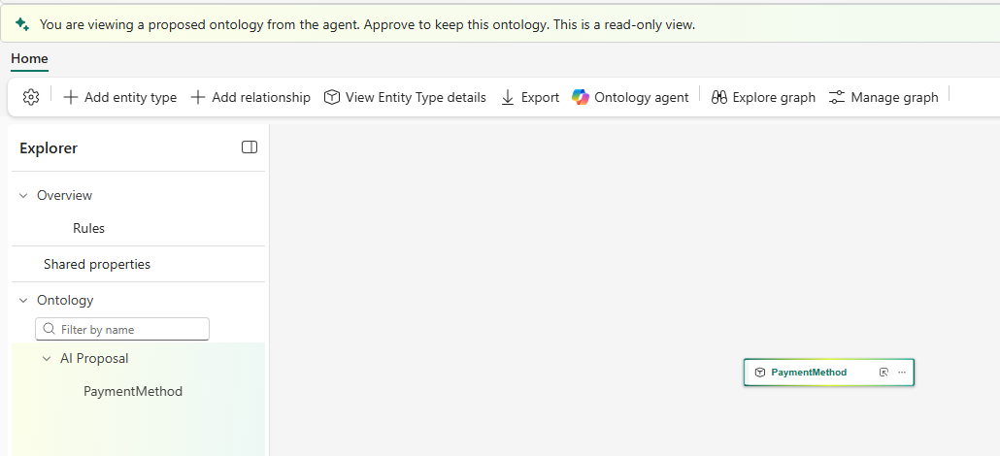 You are viewing a proposed ontology from the agent. Approve to keep this ontology. This is a read-only view.
Home
Add entity type Add relationship View Entity Type details Export Ontology agent Explore graph Manage graph
Explorer
Overview
Rules
Shared properties
Ontology
Filter by name
AI Proposal
PaymentMethod
PaymentMethod